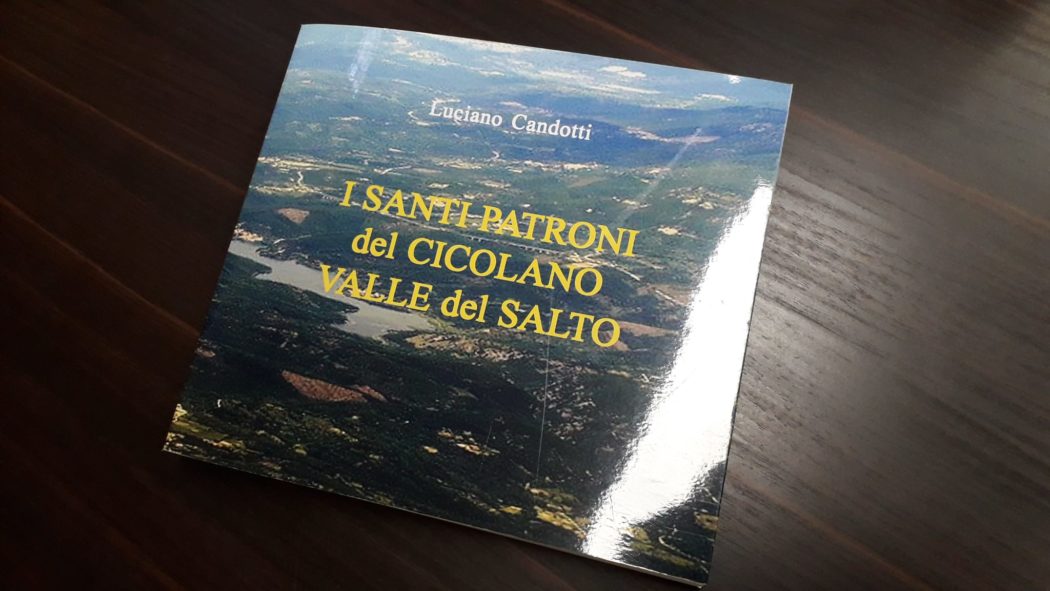 Luciano Candotti
I SANTI PATRONI
del CICOLANO
VALLE del SALTO